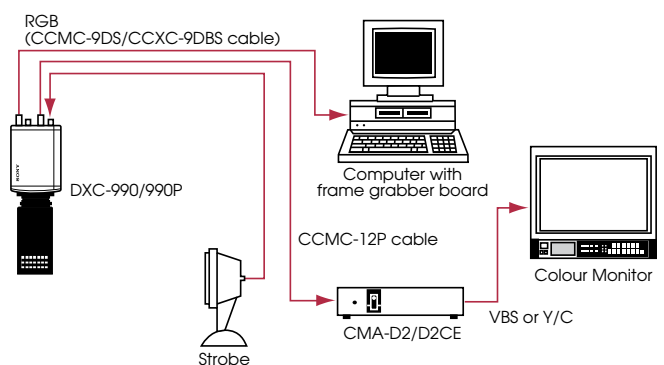 RGB
(CCMC-9DS/CCXC-9DBS cable)
SONY
DXC-990/990P
Computer with
frame grabber board
CCMC-12P cable
Colour Monitor
VBS or Y/C
CMA-D2/D2CE
Strobe